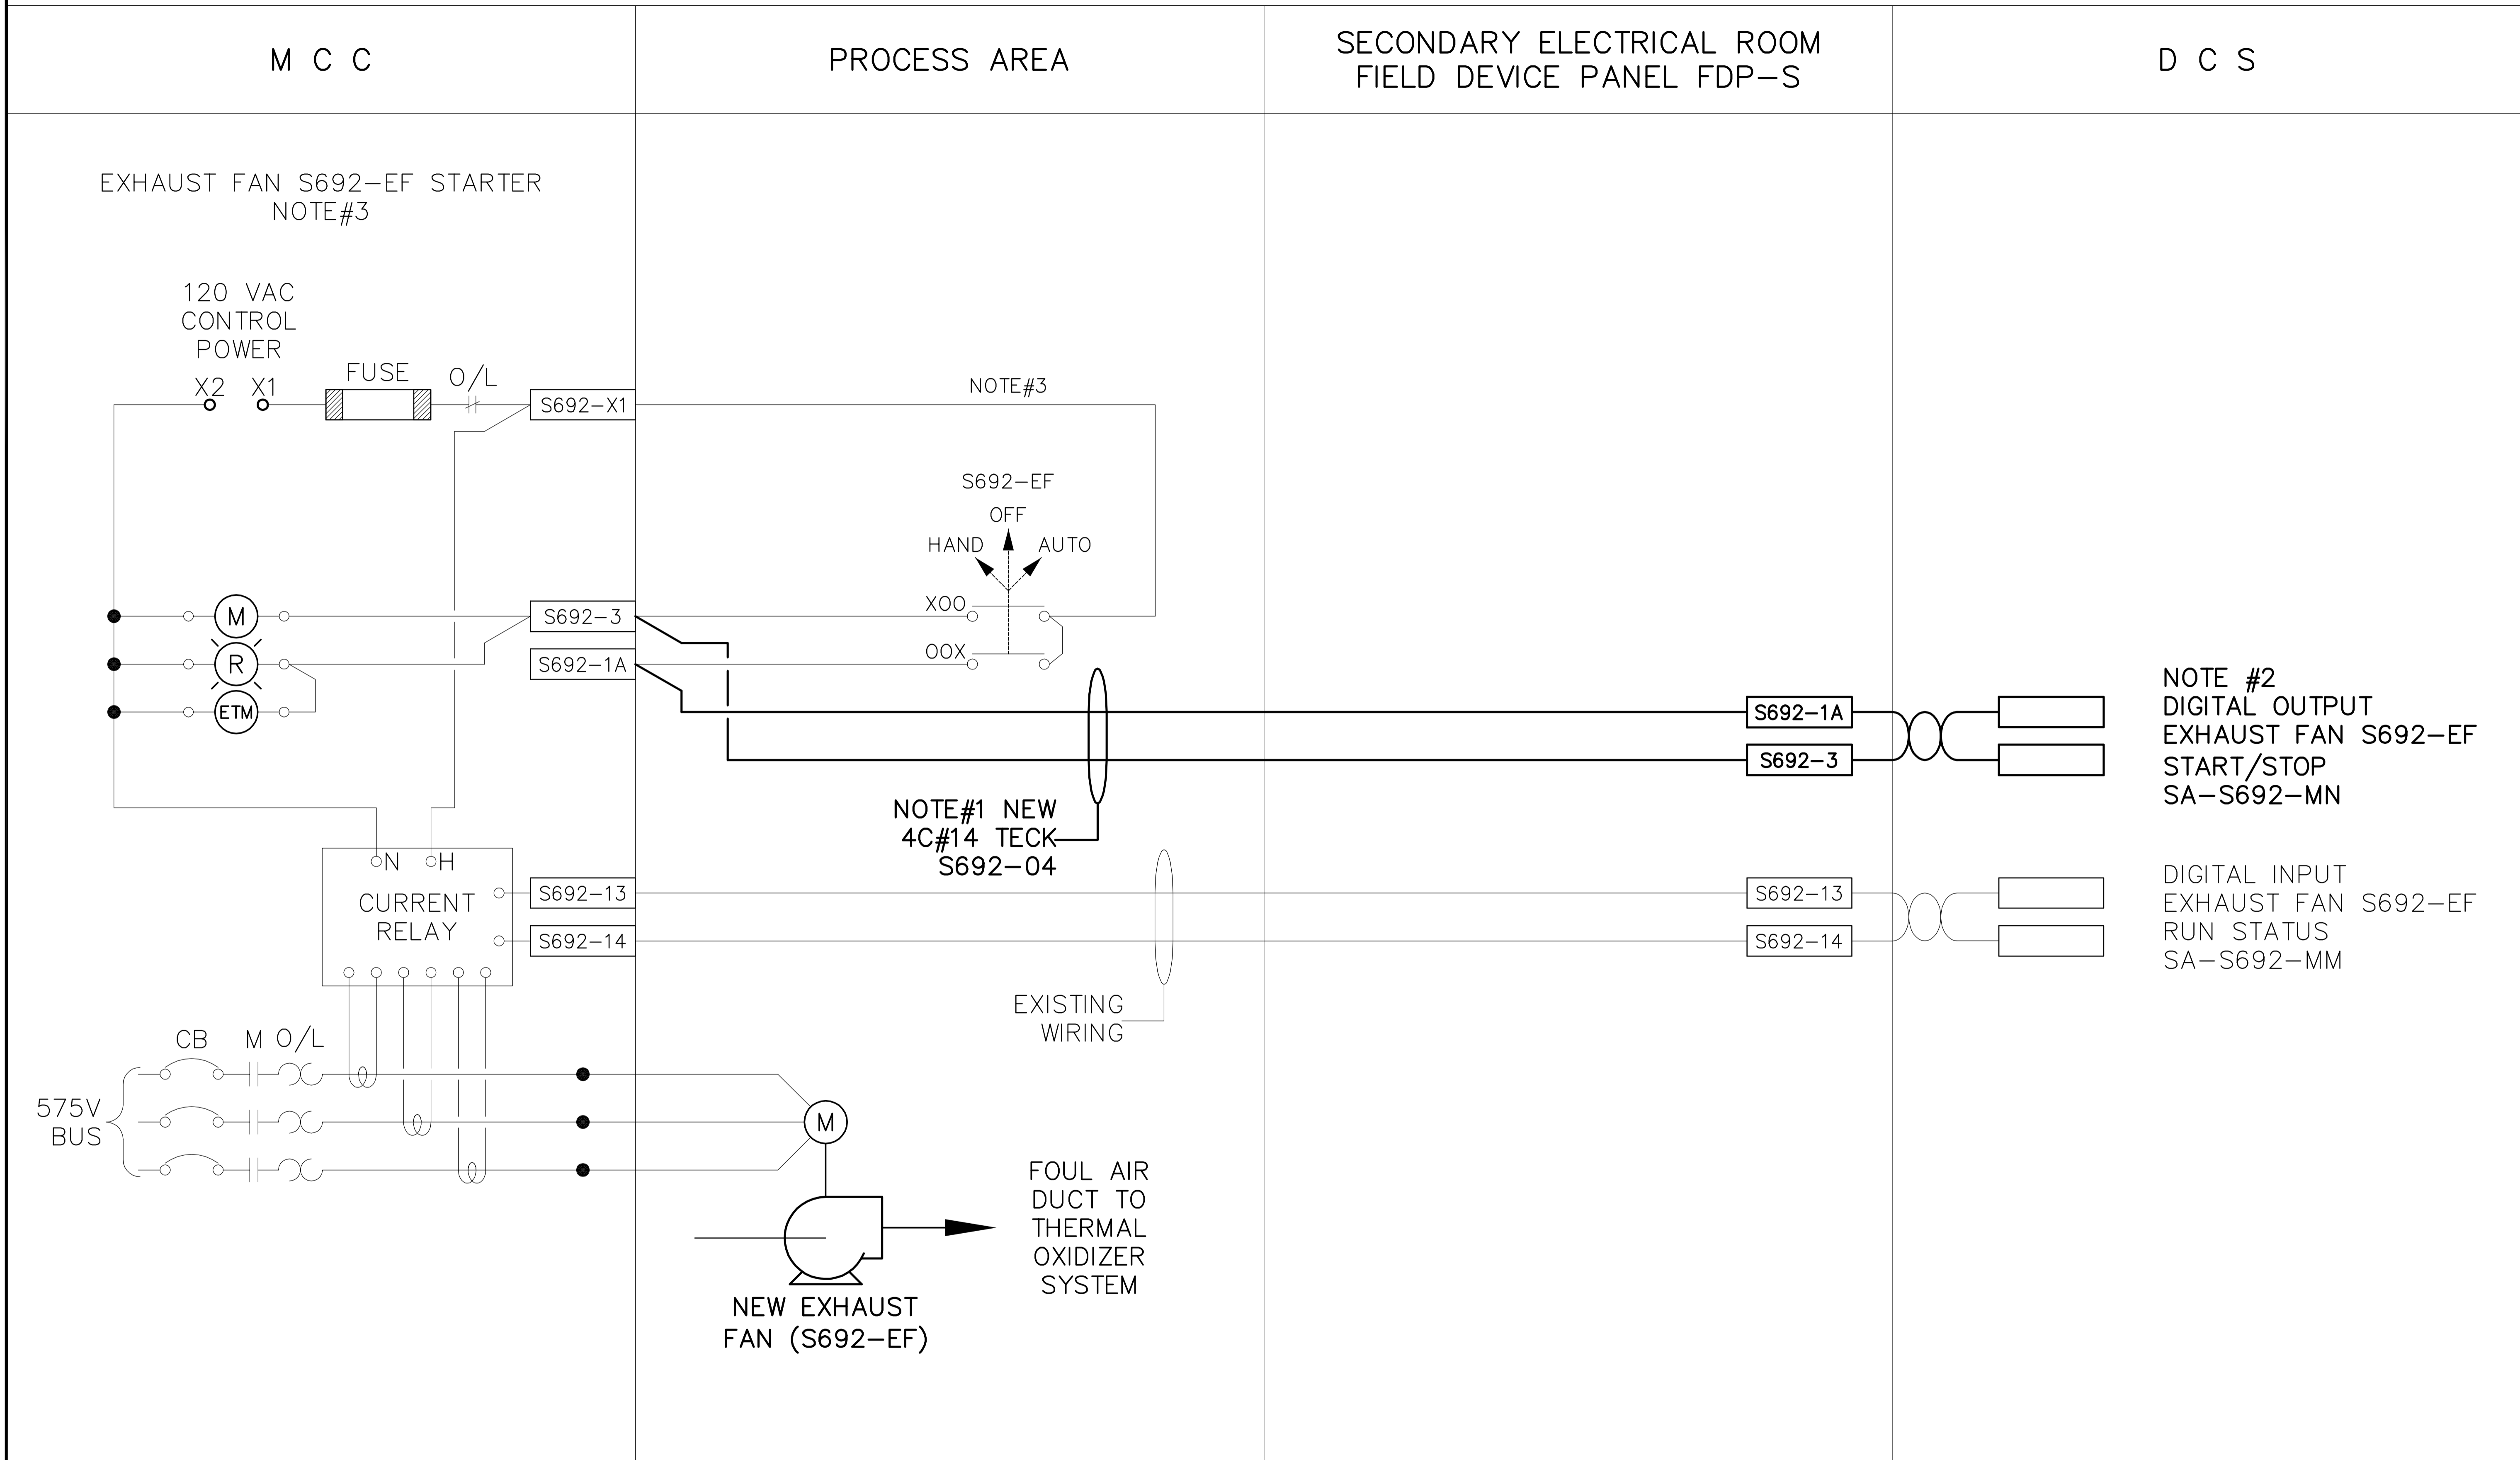 M C C
PROCESS AREA
SECONDARY ELECTRICAL ROOM
FIELD DEVICE PANEL FDP-S
D C S
EXHAUST FAN S692-EF STARTER
NOTE#3
120 VAC
CONTROL
POWER
X2 X1
FUSE
O/L
S692-X1
NOTE#3
S692-EF
OFF
HAND AUTO
M
S692-3
XOO
R
S692-1A
OOX
ETM
S692-1A
S692-3
NOTE #2
DIGITAL OUTPUT
EXHAUST FAN S692-EF
START/STOP
SA-S692-MN
NOTE#1 NEW
4C#14 TECK
S692-04
N H
CURRENT
RELAY
S692-13
S692-14
S692-13
S692-14
DIGITAL INPUT
EXHAUST FAN S692-EF
RUN STATUS
SA-S692-MM
EXISTING
WIRING
CB M O/L
575V
BUS
M
FOUL AIR
DUCT TO
THERMAL
OXIDIZER
SYSTEM
NEW EXHAUST
FAN (S692-EF)